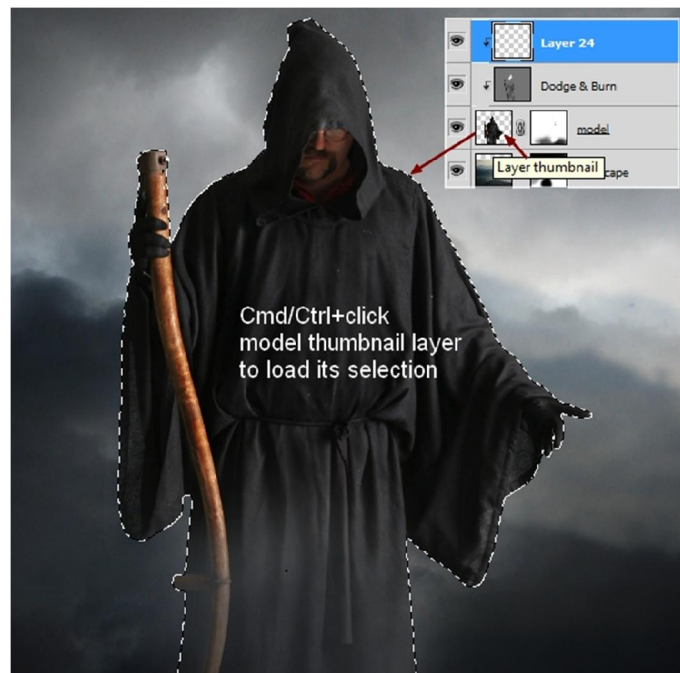 Layer 24
Dodge & Burn
model
Layer thumbnail
cape
Cmd/Ctrl+click
model thumbnail layer
to load its selection